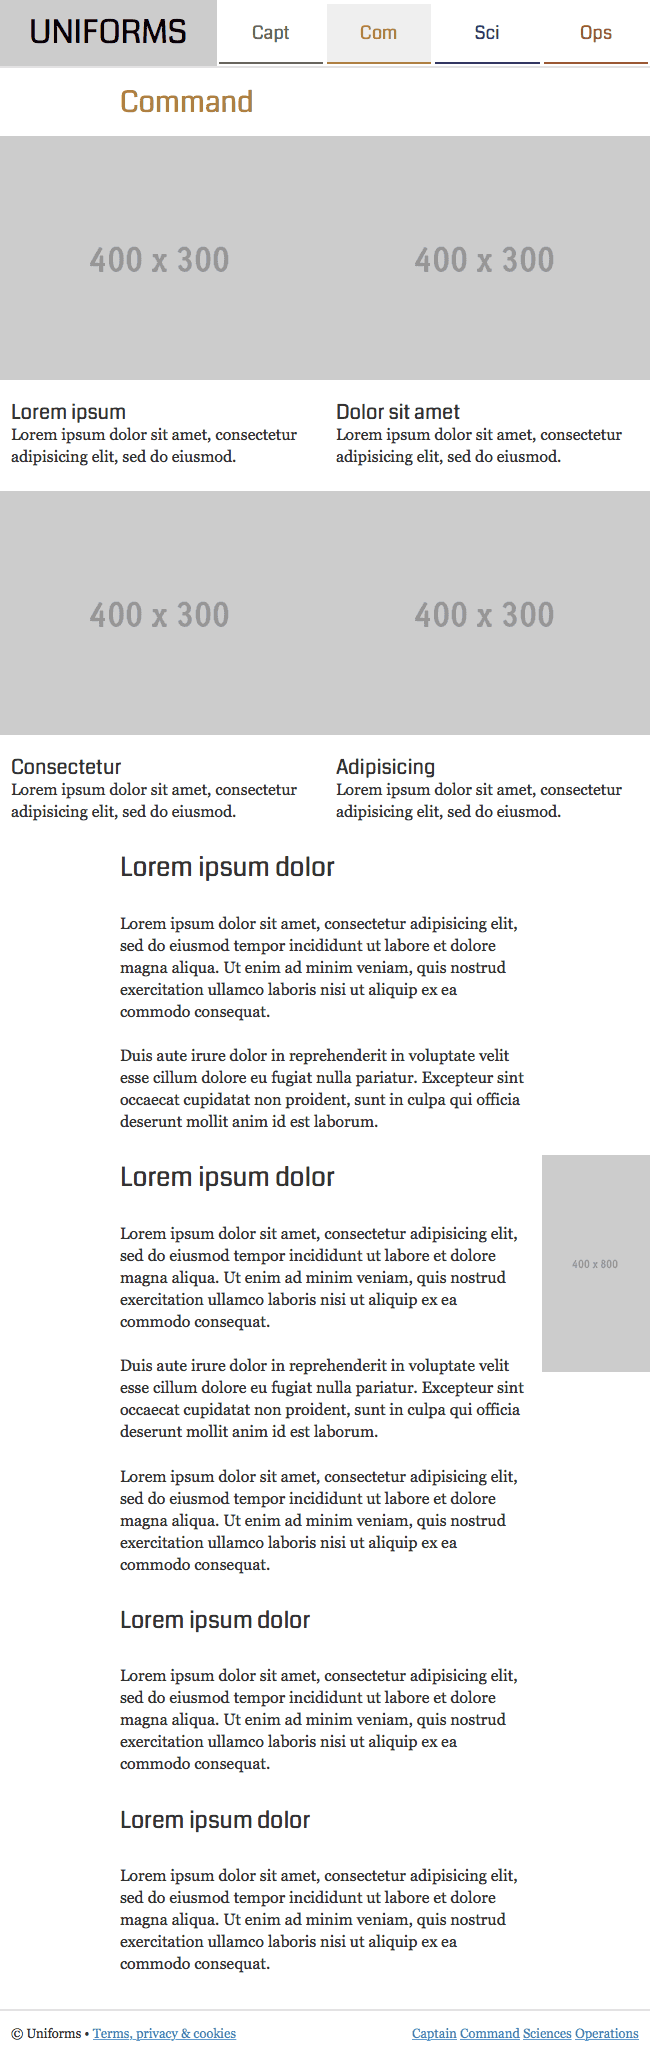 UNIFORMS Capt Com Sci Ops
Command
400 x 300 400 x 300
Lorem ipsum
Lorem ipsum dolor sit amet, consectetur
adipisicing elit, sed do eiusmod.
Dolor sit amet
Lorem ipsum dolor sit amet, consectetur
adipisicing elit, sed do eiusmod.
400 x 300 400 x 300
Consectetur
Lorem ipsum dolor sit amet, consectetur
adipisicing elit, sed do eiusmod.
Adipisicing
Lorem ipsum dolor sit amet, consectetur
adipisicing elit, sed do eiusmod.
Lorem ipsum dolor
Lorem ipsum dolor sit amet, consectetur adipisicing elit,
sed do eiusmod tempor incididunt ut labore et dolore
magna aliqua. Ut enim ad minim veniam, quis nostrud
exercitation ullamco laboris nisi ut aliquip ex ea
commodo consequat.
Duis aute irure dolor in reprehenderit in voluptate velit
esse cillum dolore eu fugiat nulla pariatur. Excepteur sint
occaecat cupidatat non proident, sunt in culpa qui officia
deserunt mollit anim id est laborum.
Lorem ipsum dolor
Lorem ipsum dolor sit amet, consectetur adipisicing elit,
sed do eiusmod tempor incididunt ut labore et dolore
magna aliqua. Ut enim ad minim veniam, quis nostrud
exercitation ullamco laboris nisi ut aliquip ex ea
commodo consequat.
400 x 800
Duis aute irure dolor in reprehenderit in voluptate velit
esse cillum dolore eu fugiat nulla pariatur. Excepteur sint
occaecat cupidatat non proident, sunt in culpa qui officia
deserunt mollit anim id est laborum.
Lorem ipsum dolor sit amet, consectetur adipisicing elit,
sed do eiusmod tempor incididunt ut labore et dolore
magna aliqua. Ut enim ad minim veniam, quis nostrud
exercitation ullamco laboris nisi ut aliquip ex ea
commodo consequat.
Lorem ipsum dolor
Lorem ipsum dolor sit amet, consectetur adipisicing elit,
sed do eiusmod tempor incididunt ut labore et dolore
magna aliqua. Ut enim ad minim veniam, quis nostrud
exercitation ullamco laboris nisi ut aliquip ex ea
commodo consequat.
Lorem ipsum dolor
Lorem ipsum dolor sit amet, consectetur adipisicing elit,
sed do eiusmod tempor incididunt ut labore et dolore
magna aliqua. Ut enim ad minim veniam, quis nostrud
exercitation ullamco laboris nisi ut aliquip ex ea
commodo consequat.
© Uniforms • Terms, privacy & cookies Captain Command Sciences Operations